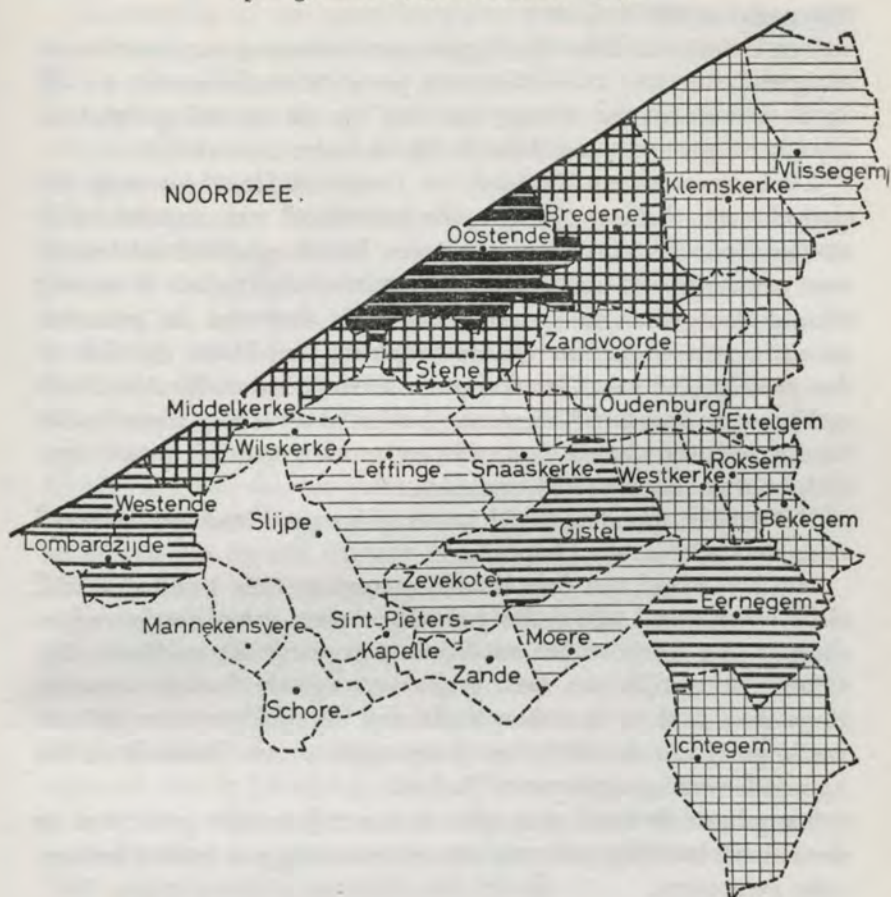 NOORDZEE.
Vlissegem
Klemskerke
Bredene
Oostende
Zandvoorde
Stene
Middelkerke
Oudenburg
Ettelgem
Wilskerke
Leffinge
Snaaskerke
Westkerke
Roksem
Westende
Slijpe
Gistel
Bekegem
Lombardzijde
Zevekote
Eernegem
Mannekensvere
Sint-Pieters-
Kapelle
Moere
Zande
Schore
Ichtegem